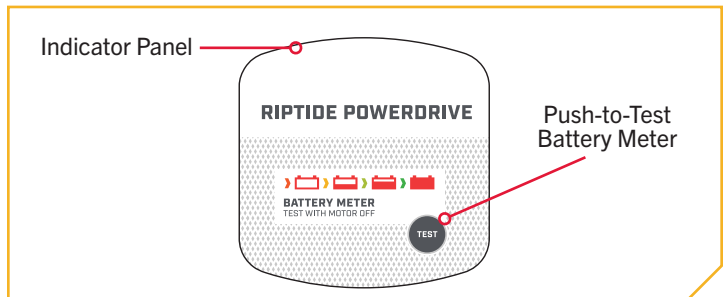 Indicator Panel
RIPTIDE POWERDRIVE
Push-to-Test
Battery Meter
BATTERY METER
TEST WITH MOTOR OFF
TEST